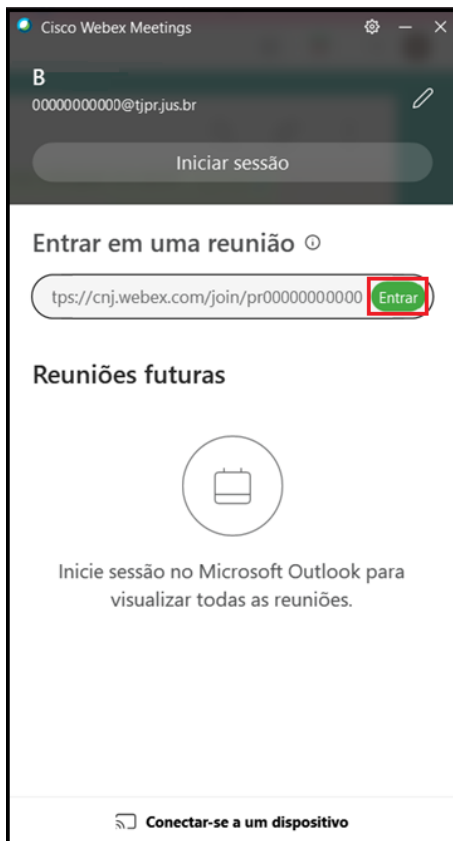 Cisco Webex Meetings
B
00000000000@tjpr.jus.br
Iniciar sessão
Entrar em uma reunião
tps://cnj.webex.com/join/pr00000000000 Entrar
Reuniões futuras
Inicie sessão no Microsoft Outlook para
visualizar todas as reuniões.
Conectar-se a um dispositivo